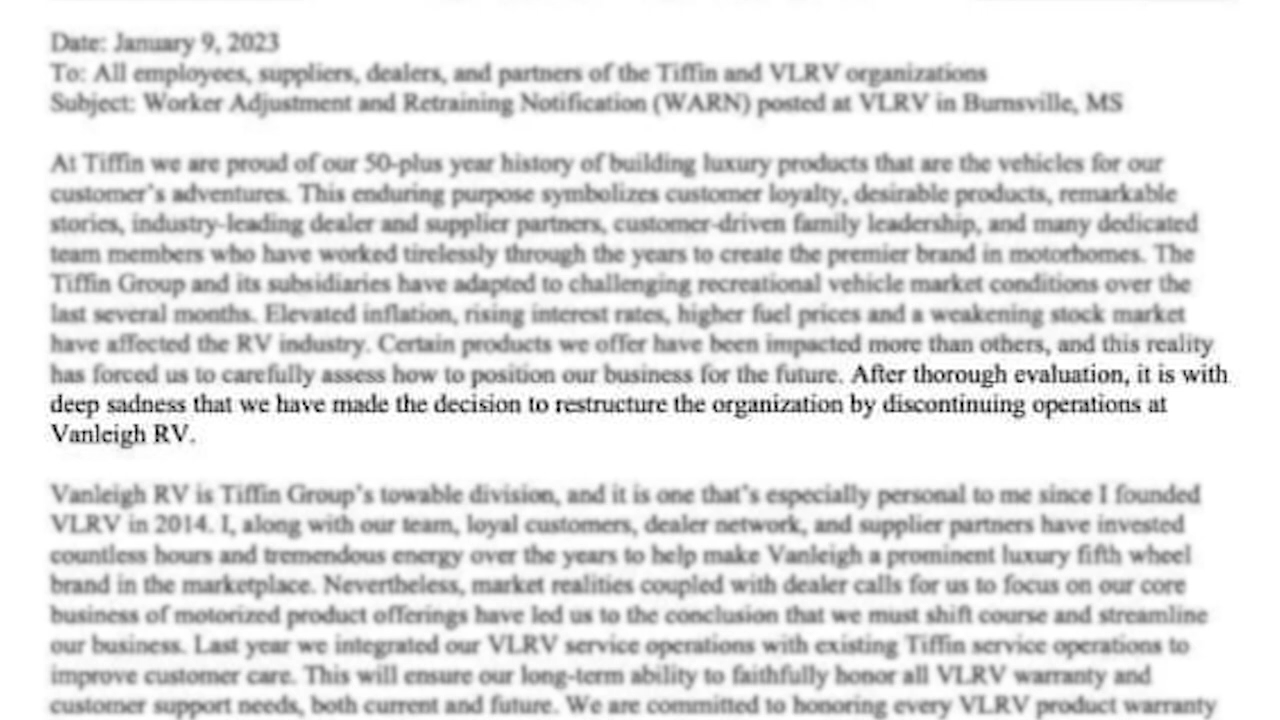 Date: January 9, 2023
To: All employees, suppliers, dealers, and partners of the Tiffin and VLRV organizations
Subject: Worker Adjustment and Retraining Notification (WARN) posted at VLRV in Burnsville, MS
At Tiffin we are proud of our 50-plus year history of building luxury products that are the vehicles for our
customer's adventures. This enduring purpose symbolizes customer loyalty, desirable products, remarkable
stories, industry-leading dealer and supplier partners, customer-driven family leadership, and many dedicated
team members who have worked tirelessly through the years to create the premier brand in motorhomes. The
Tiffin Group and its subsidiaries have adapted to challenging recreational vehicle market conditions over the
last several months. Elevated inflation, rising interest rates, higher fuel prices and a weakening stock market
have affected the RV industry. Certain products we offer have been impacted more than others, and this reality
has forced us to carefully assess how to position our business for the future. After thorough evaluation, it is with
deep sadness that we have made the decision to restructure the organization by discontinuing operations at
Vanleigh RV.
Vanleigh RV is Tiffin Group's towable division, and it is one that's especially personal to me since I founded
VLRV in 2014. I, along with our team, loyal customers, dealer network, and supplier partners have invested
countless hours and tremendous energy over the years to help make Vanleigh a prominent luxury fifth wheel
brand in the marketplace. Nevertheless, market realities coupled with dealer calls for us to focus on our core
business of motorized product offerings have led us to the conclusion that we must shift course and streamline
our business. Last year we integrated our VLRV service operations with existing Tiffin service operations to
improve customer care. This will ensure our long-term ability to faithfully honor all VLRV warranty and
customer support needs, both current and future. We are committed to honoring every VLRV product warranty